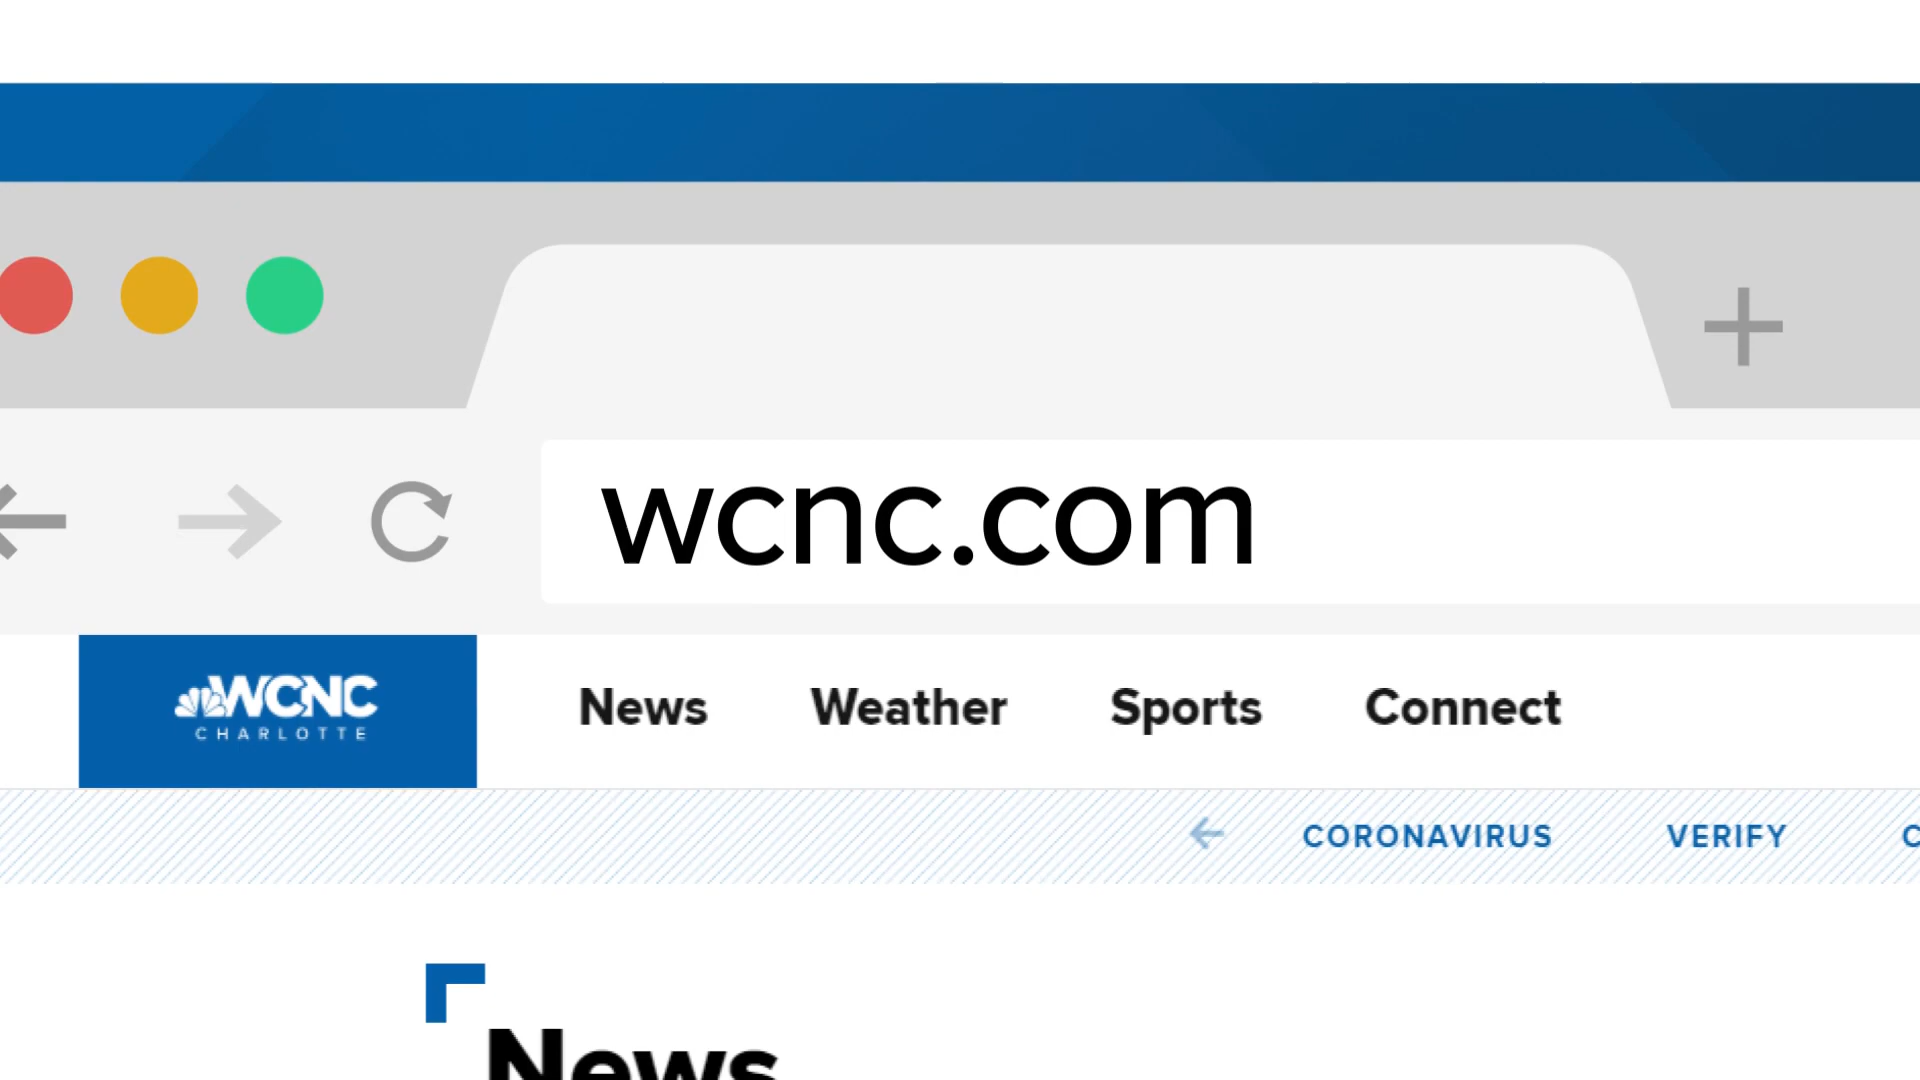 wcnc.com
WCNC
CHARLOTTE
News Weather Sports Connect
CORONAVIRUS VERIFY
News